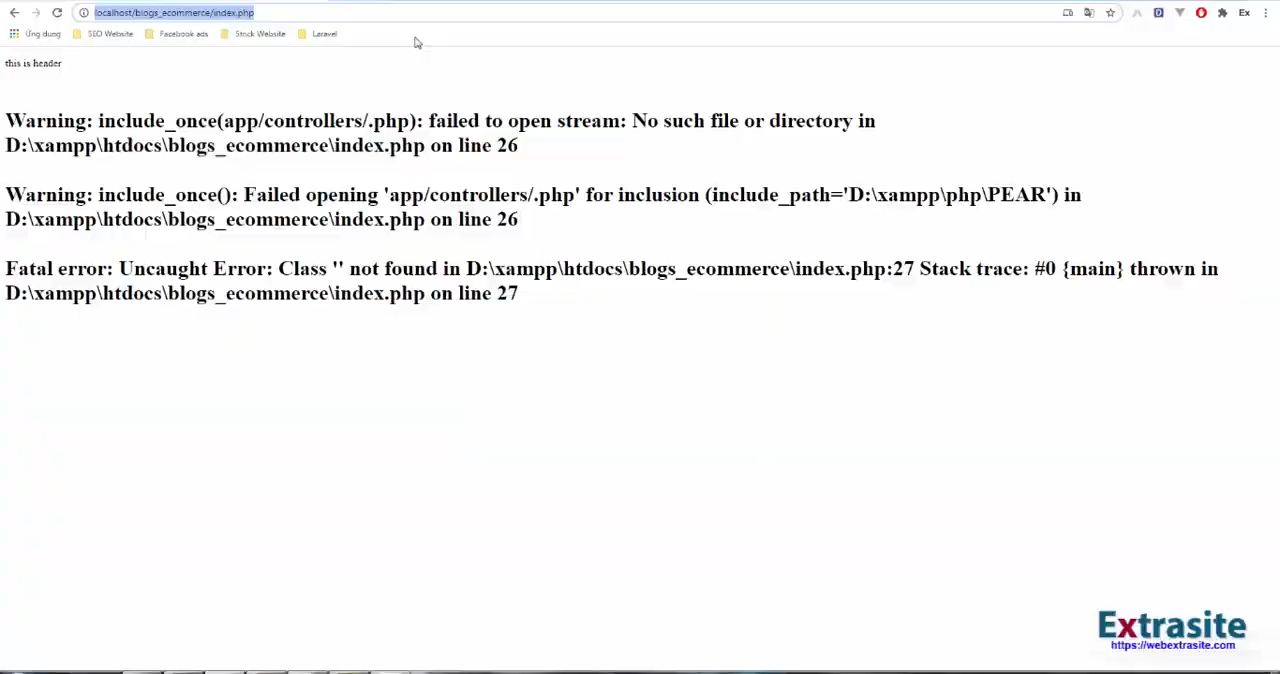 localhost/blogs_ecommerce/index.php
Ex
Ứng dụng SEO Website Facebook ads Stock Website Laravel
this is header
Warning: include_once(app/controllers/.php): failed to open stream: No such file or directory in
D:\xampp\htdocs\blogs_ecommerce\index.php on line 26
Warning: include_once(): Failed opening 'app/controllers/.php' for inclusion (include_path='D:\xampp\php\PEAR') in
D:\xampp\htdocs\blogs_ecommerce\index.php on line 26
Fatal error: Uncaught Error: Class '' not found in D:\xampp\htdocs\blogs_ecommerce\index.php:27 Stack trace: #0 {main} thrown in
D:\xampp\htdocs\blogs_ecommerce\index.php on line 27
Extrasite
https://webextrasite.com